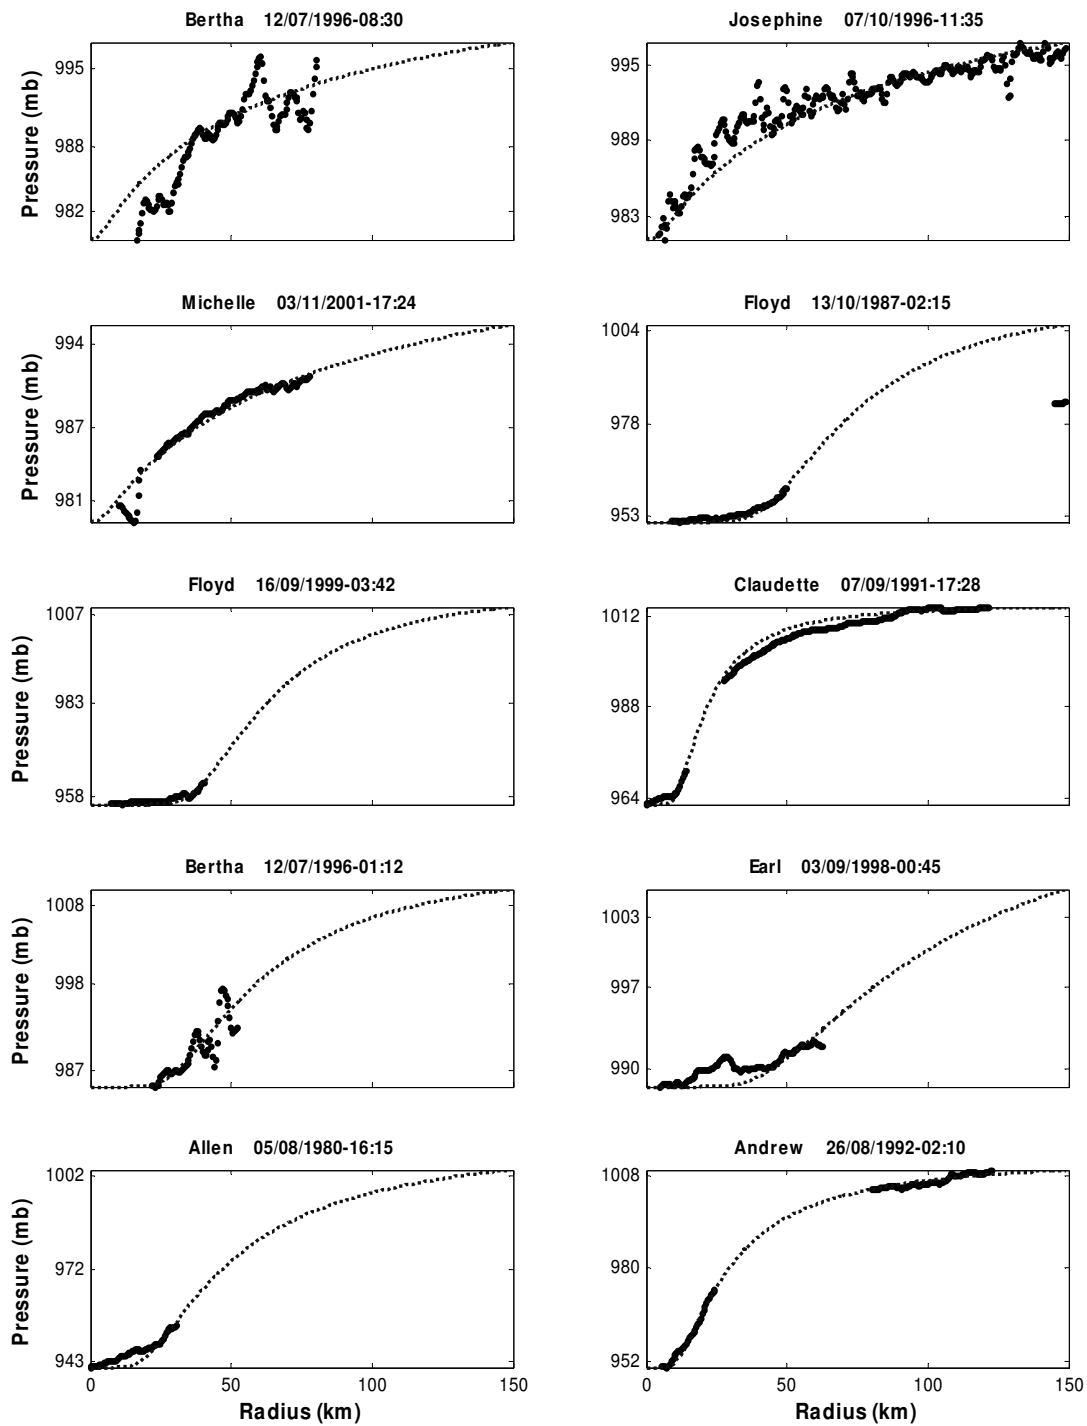 Bertha 12/07/1996-08:30
Josephine 07/10/1996-11:35
Pressure (mb)
995
988
982
995
989
983
Michelle 03/11/2001-17:24
Floyd 13/10/1987-02:15
Pressure (mb)
994
987
981
1004
978
953
Floyd 16/09/1999-03:42
Claudette 07/09/1991-17:28
Pressure (mb)
1007
983
958
1012
988
964
Bertha 12/07/1996-01:12
Earl 03/09/1998-00:45
Pressure (mb)
1008
998
987
1003
997
990
Allen 05/08/1980-16:15
Andrew 26/08/1992-02:10
Pressure (mb)
1002
972
943
1008
980
952
0 50 100 150
0 50 100 150
Radius (km)
Radius (km)